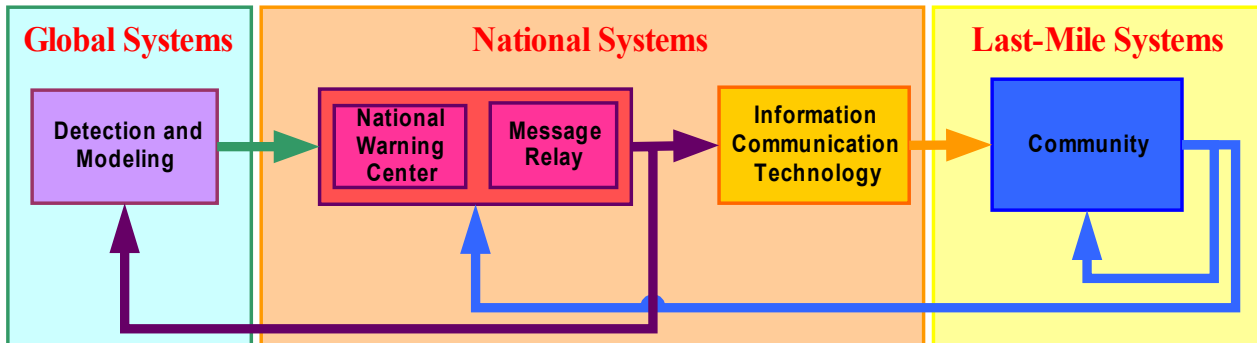 Global Systems
National Systems
Last-Mile Systems
Detection and
Modeling
National
Warning
Center
Message
Relay
Information
Communication
Technology
Community